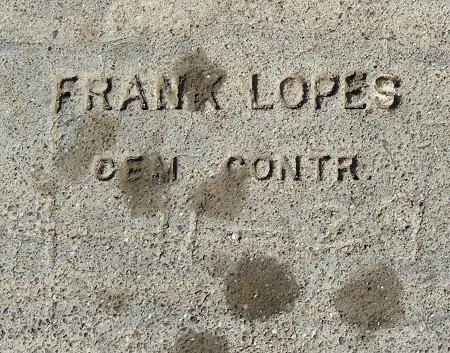 FRANK LOPES
CEM CONTR.